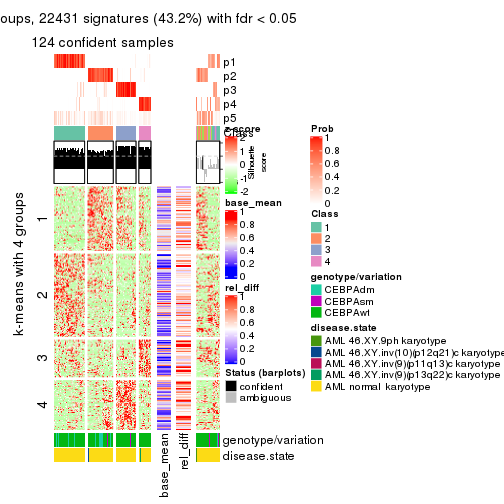 oups, 22431 signatures (43.2%) with fdr < 0.05
124 confident samples
p1
p2
p3
p4
p5
Class
z-score
2
1
0
-1
-2
Silhouette
score
k-means with 4 groups
1
2
3
4
base_mean
1
0.8
0.6
0.4
0.2
0
rel_diff
1
0.8
0.6
0.4
0.2
0
Status (barplots)
confident
ambiguous
Prob
1
0.8
0.6
0.4
0.2
0
Class
1
2
3
4
genotype/variation
CEBPAdm
CEBPAsm
CEBPAwt
disease.state
AML 46.XY.9ph karyotype
AML 46.XY.inv(10)(p12q21)c karyotype
AML 46.XY.inv(9)(p11q13)c karyotype
AML 46.XY.inv(9)(p13q22)c karyotype
AML normal karyotype
genotype/variation
disease.state
base_mean
rel_diff